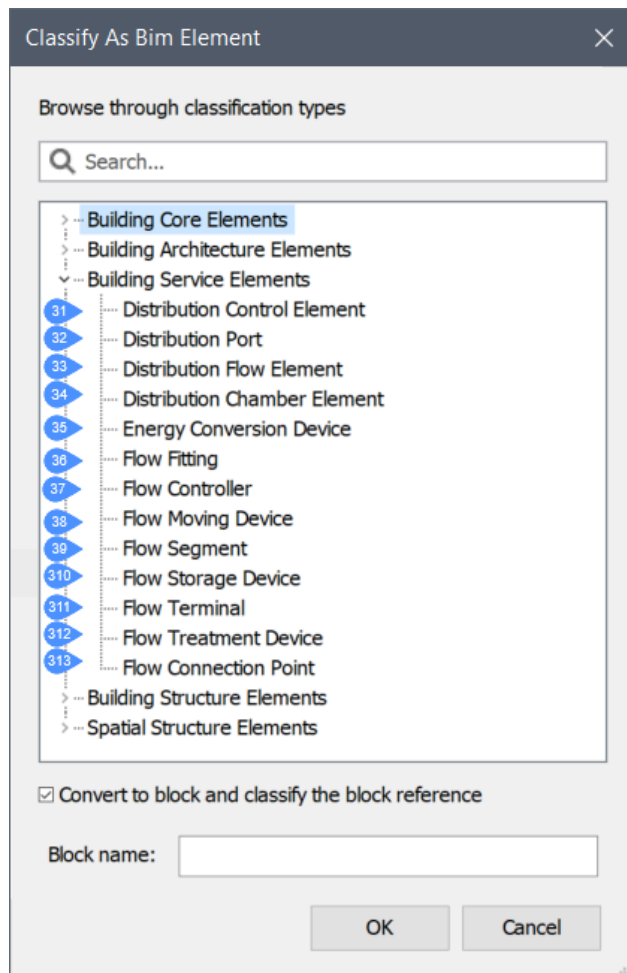 Classify As Bim Element
Browse through classification types
Search...
Building Core Elements
Building Architecture Elements
Building Service Elements
31 Distribution Control Element
32 Distribution Port
33 Distribution Flow Element
34 Distribution Chamber Element
35 Energy Conversion Device
36 Flow Fitting
37 Flow Controller
38 Flow Moving Device
39 Flow Segment
310 Flow Storage Device
311 Flow Terminal
312 Flow Treatment Device
313 Flow Connection Point
Building Structure Elements
Spatial Structure Elements
Convert to block and classify the block reference
Block name:
OK Cancel